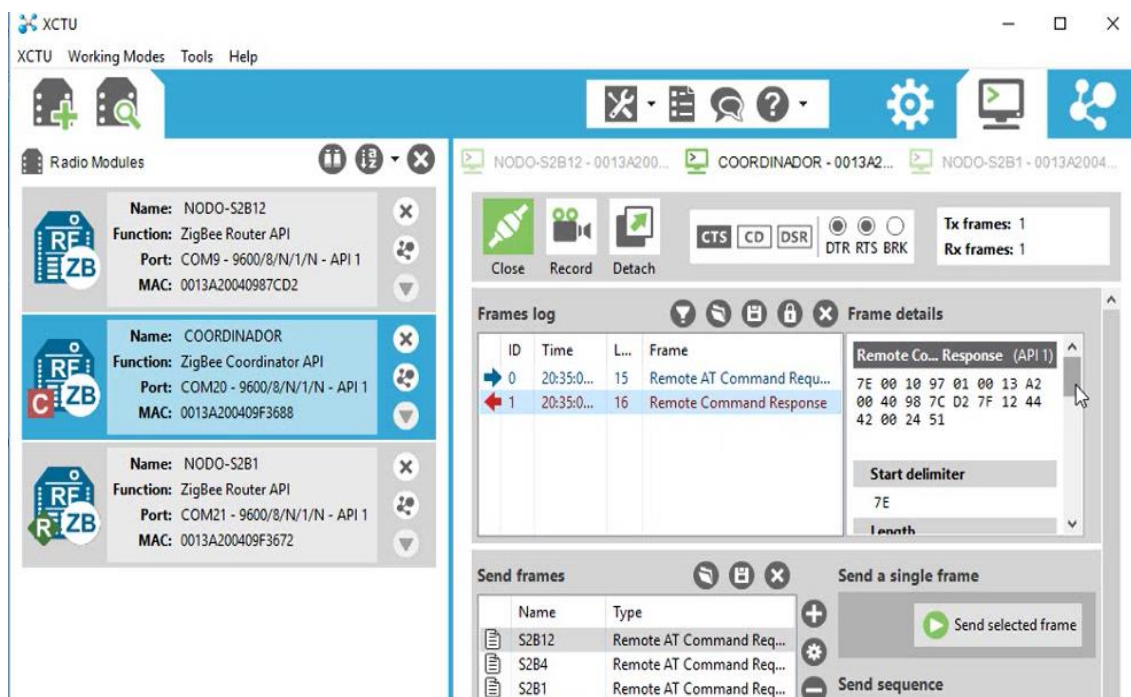 XCTU
XCTU Working Modes Tools Help
Radio Modules
Name: NODO-S2B12
Function: ZigBee Router API
Port: COM9 - 9600/8/N/1/N - API 1
MAC: 0013A20040987CD2
Name: COORDINADOR
Function: ZigBee Coordinator API
Port: COM20 - 9600/8/N/1/N - API 1
MAC: 0013A200409F3688
Name: NODO-S2B1
Function: ZigBee Router API
Port: COM21 - 9600/8/N/1/N - API 1
MAC: 0013A200409F3672
RF ZB
C RF ZB
R RF ZB
NODO-S2B12 - 0013A200... COORDINADOR - 0013A2... NODO-S2B1 - 0013A2004...
Close Record Detach
CTS CD DSR DTR RTS BRK
Tx frames: 1
Rx frames: 1
Frames log
ID Time L... Frame
0 20:35:0... 15 Remote AT Command Requ...
1 20:35:0... 16 Remote Command Response
Frame details
Remote Co... Response (API 1)
7E 00 10 97 01 00 13 A2
00 40 98 7C D2 7F 12 44
42 00 24 51
Start delimiter
7E
Length
Send frames
Name Type
S2B12 Remote AT Command Req...
S2B4 Remote AT Command Req...
S2B1 Remote AT Command Req...
Send a single frame
Send selected frame
Send sequence